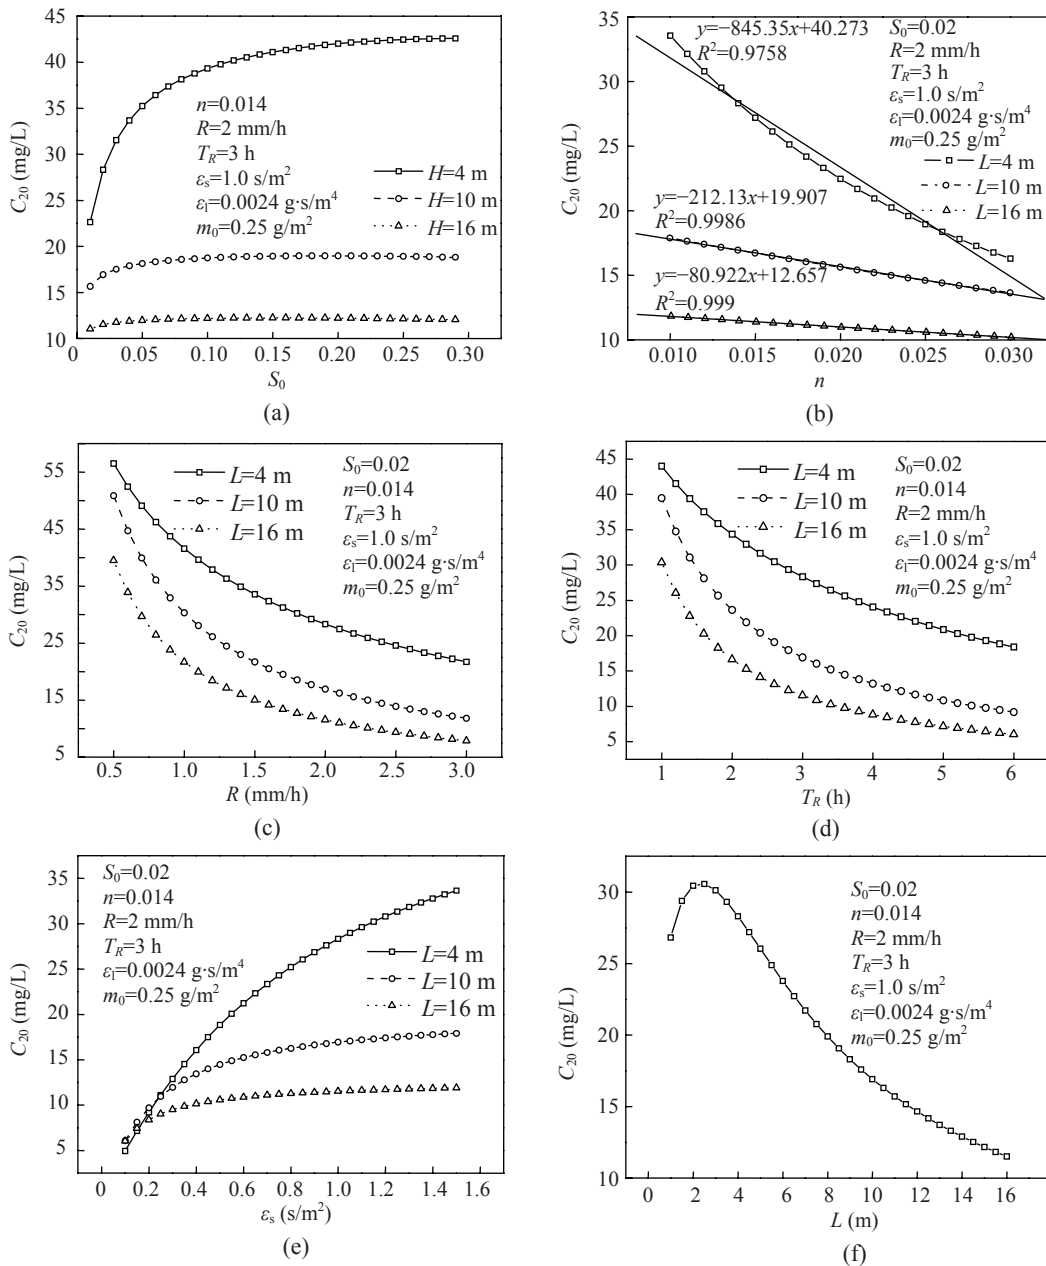 45
40
35
30
25
20
15
10
0
0.05
0.10
0.15
0.20
0.25
0.30
C20 (mg/L)
S0
n=0.014
R=2 mm/h
TR=3 h
εs=1.0 s/m²
εl=0.0024 g·s/m⁴
m0=0.25 g/m²
H=4 m
H=10 m
H=16 m
(a)
35
30
25
20
15
10
0.010
0.015
0.020
0.025
0.030
C20 (mg/L)
n
y=−845.35x+40.273
R²=0.9758
y=−212.13x+19.907
R²=0.9986
y=−80.922x+12.657
R²=0.999
S0=0.02
R=2 mm/h
TR=3 h
εs=1.0 s/m²
εl=0.0024 g·s/m⁴
m0=0.25 g/m²
L=4 m
L=10 m
L=16 m
(b)
55
45
35
25
15
5
0.5
1.0
1.5
2.0
2.5
3.0
C20 (mg/L)
R (mm/h)
L=4 m
L=10 m
L=16 m
S0=0.02
n=0.014
TR=3 h
εs=1.0 s/m²
εl=0.0024 g·s/m⁴
m0=0.25 g/m²
(c)
45
40
35
30
25
20
15
10
5
1
2
3
4
5
6
C20 (mg/L)
TR (h)
L=4 m
L=10 m
L=16 m
S0=0.02
n=0.014
R=2 mm/h
εs=1.0 s/m²
εl=0.0024 g·s/m⁴
m0=0.25 g/m²
(d)
35
30
25
20
15
10
5
0
0.2
0.4
0.6
0.8
1.0
1.2
1.4
1.6
C20 (mg/L)
εs (s/m²)
S0=0.02
n=0.014
R=2 mm/h
TR=3 h
εl=0.0024 g·s/m⁴
m0=0.25 g/m²
L=4 m
L=10 m
L=16 m
(e)
30
25
20
15
10
0
2
4
6
8
10
12
14
16
C20 (mg/L)
L (m)
S0=0.02
n=0.014
R=2 mm/h
TR=3 h
εs=1.0 s/m²
εl=0.0024 g·s/m⁴
m0=0.25 g/m²
(f)